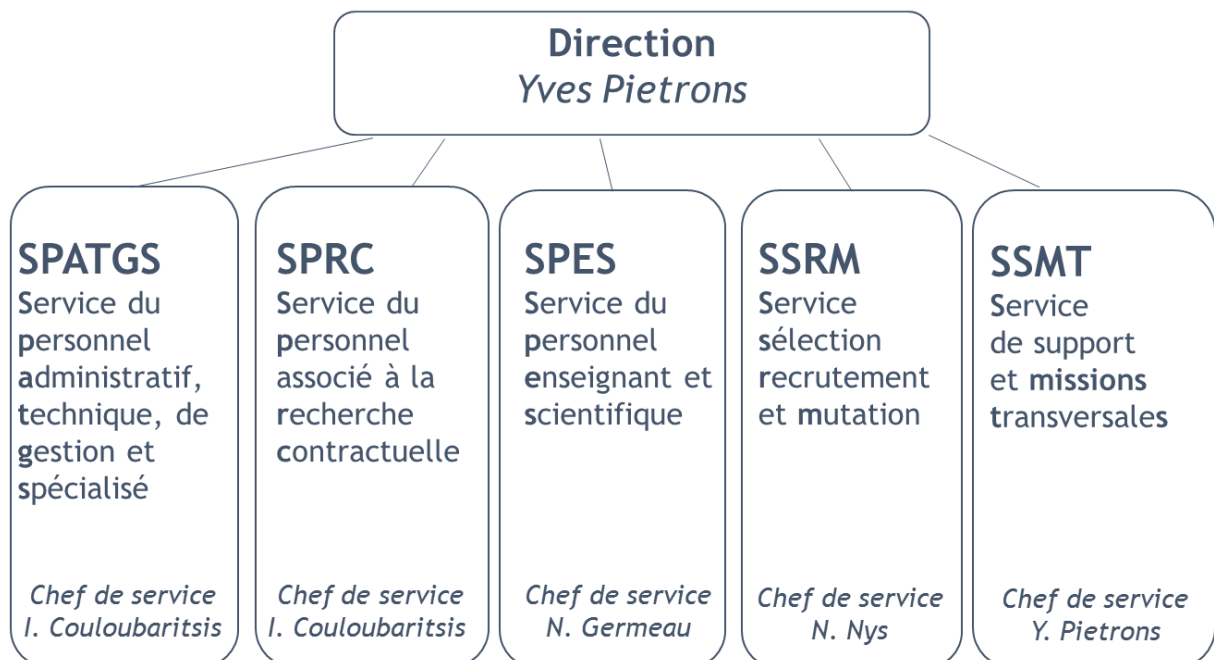 Direction
Yves Pietrons
SPATGS
Service du
personnel
administratif,
technique, de
gestion et
spécialisé
Chef de service
I. Couloubaritsis
SPRC
Service du
personnel
associé à la
recherche
contractuelle
Chef de service
I. Couloubaritsis
SPES
Service du
personnel
enseignant et
scientifique
Chef de service
N. Germeau
SSRM
Service
sélection
recrutement
et mutation
Chef de service
N. Nys
SSMT
Service
de support
et missions
transversales
Chef de service
Y. Pietrons